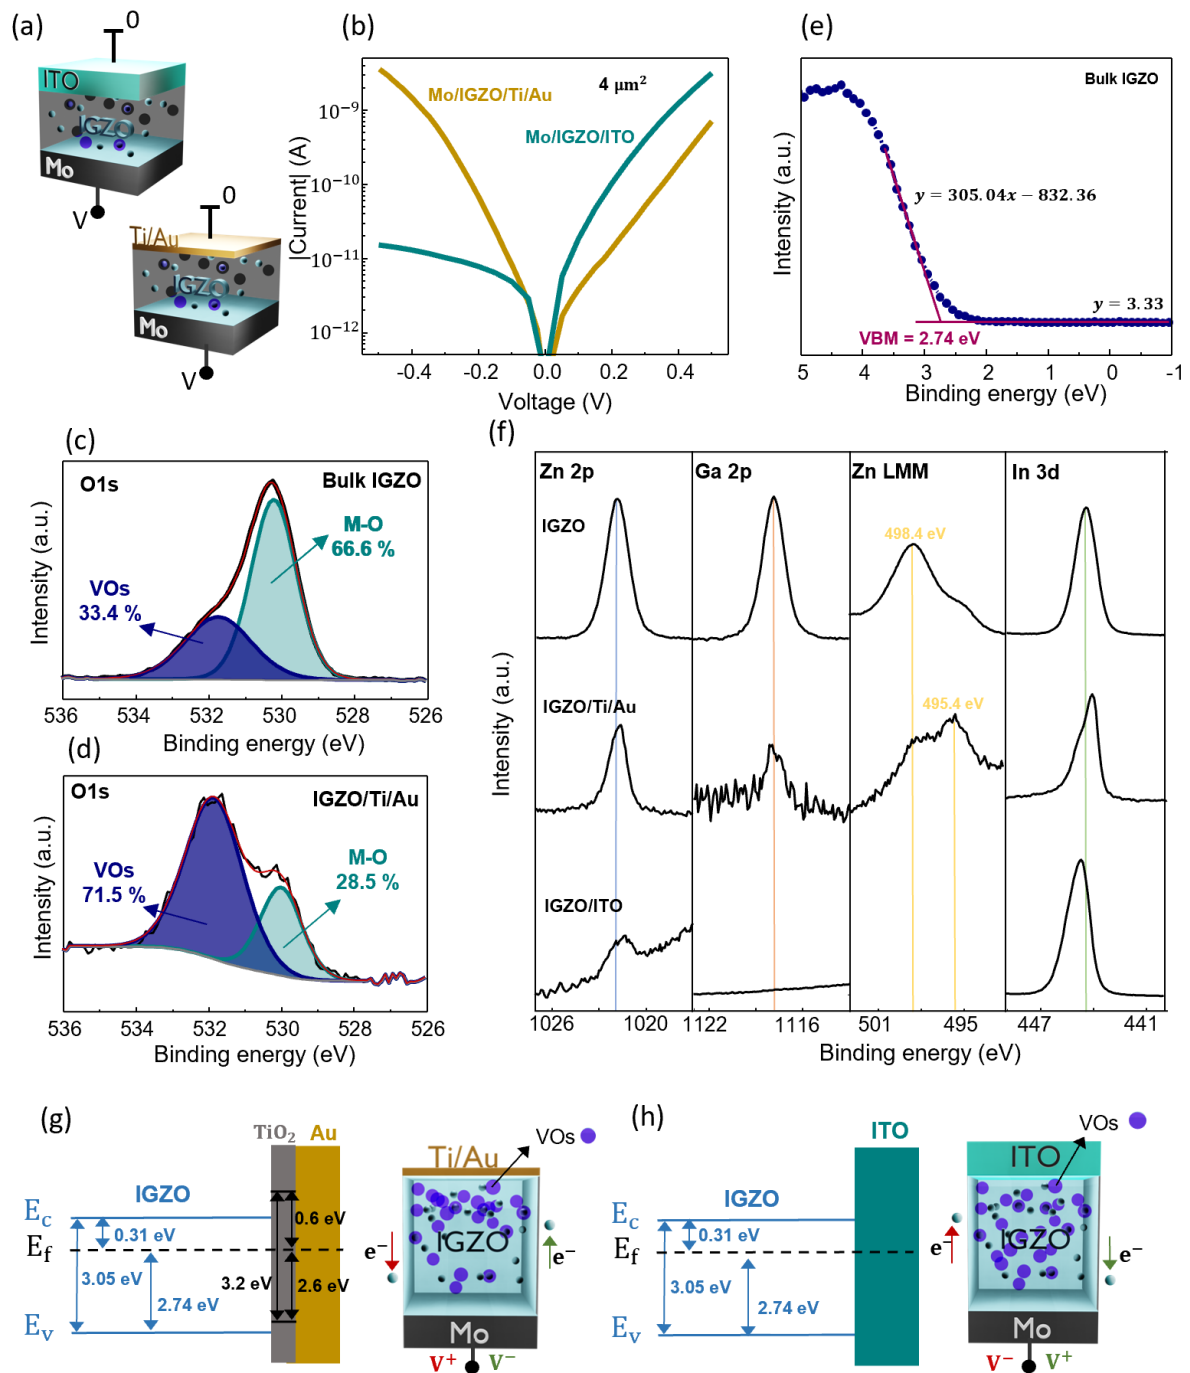 (a)
0
ITO
IGZO
Mo
V
0
Ti/Au
IGZO
Mo
V
(b)
|Current| (A)
10⁻⁹
10⁻¹⁰
10⁻¹¹
10⁻¹²
Mo/IGZO/Ti/Au
4 μm²
Mo/IGZO/ITO
-0.4 -0.2 0.0 0.2 0.4
Voltage (V)
(e)
Intensity (a.u.)
Bulk IGZO
y = 305.04x − 832.36
y = 3.33
VBM = 2.74 eV
5 4 3 2 1 0 -1
Binding energy (eV)
(c)
Intensity (a.u.)
O1s
Bulk IGZO
M-O
66.6 %
VOs
33.4 %
536 534 532 530 528 526
Binding energy (eV)
(d)
Intensity (a.u.)
O1s
IGZO/Ti/Au
VOs
71.5 %
M-O
28.5 %
536 534 532 530 528 526
Binding energy (eV)
(f)
Intensity (a.u.)
Zn 2p Ga 2p Zn LMM In 3d
IGZO
498.4 eV
IGZO/Ti/Au
495.4 eV
IGZO/ITO
1026 1020 1122 1116 501 495 447 441
Binding energy (eV)
(g)
TiO₂
Au
IGZO
E_c
E_f
E_v
0.31 eV
3.05 eV
2.74 eV
0.6 eV
3.2 eV
2.6 eV
VOs
Ti/Au
IGZO
e⁻
e⁻
Mo
V⁺ V⁻
(h)
ITO
IGZO
E_c
E_f
E_v
0.31 eV
3.05 eV
2.74 eV
VOs
ITO
IGZO
e⁻
e⁻
Mo
V⁻ V⁺